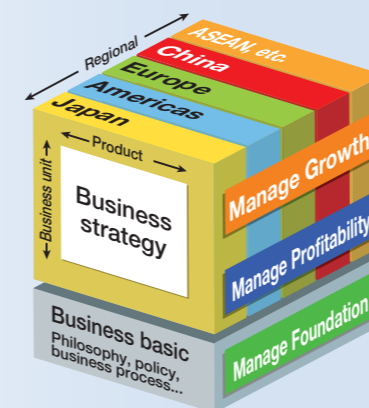 Regional
ASEAN, etc.
China
Europe
Americas
Japan
Product
Business unit
Business
strategy
Manage Growth
Manage Profitability
Business basic
Philosophy, policy,
business process...
Manage Foundation